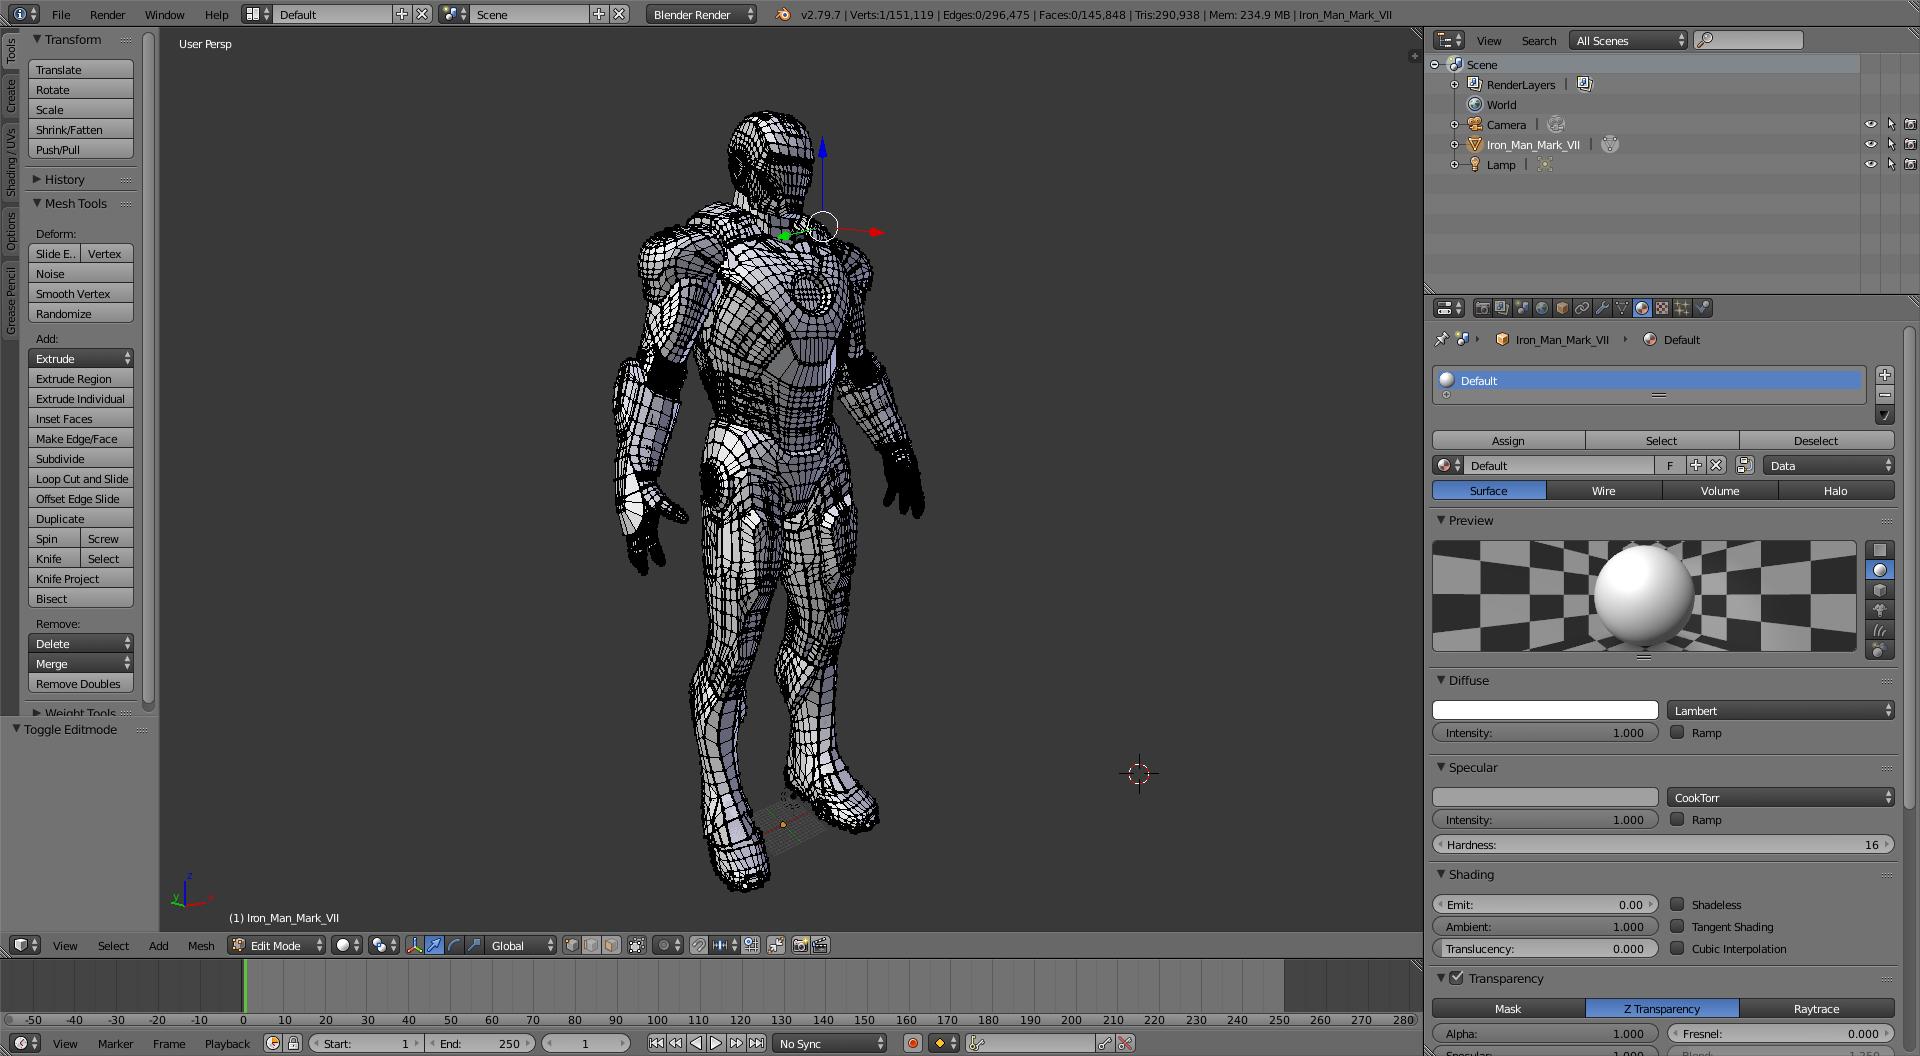 File Render Window Help Default Scene Blender Render v2.79.7 | Verts:1/151,119 | Edges:0/296,475 | Faces:0/145,848 | Tris:290,938 | Mem: 234.9 MB | Iron_Man_Mark_VII
Tools
Create
Shading / UVs
Options
Grease Pencil
Transform
Translate
Rotate
Scale
Shrink/Fatten
Push/Pull
History
Mesh Tools
Deform:
Slide E.. Vertex
Noise
Smooth Vertex
Randomize
Add:
Extrude
Extrude Region
Extrude Individual
Inset Faces
Make Edge/Face
Subdivide
Loop Cut and Slide
Offset Edge Slide
Duplicate
Spin Screw
Knife Select
Knife Project
Bisect
Remove:
Delete
Merge
Remove Doubles
Weight Tools
Toggle Editmode
User Persp
z
y
(1) Iron_Man_Mark_VII
View Select Add Mesh Edit Mode Global
-50 -40 -30 -20 -10 0 10 20 30 40 50 60 70 80 90 100 110 120 130 140 150 160 170 180 190 200 210 220 230 240 250 260 270 280
View Marker Frame Playback Start: 1 End: 250 1 No Sync
View Search All Scenes
Scene
RenderLayers |
World
Camera |
Iron_Man_Mark_VII |
Lamp |
Iron_Man_Mark_VII Default
Default
Assign Select Deselect
Default F Data
Surface Wire Volume Halo
Preview
Diffuse
Lambert
Intensity: 1.000 Ramp
Specular
CookTorr
Intensity: 1.000 Ramp
Hardness: 16
Shading
Emit: 0.00 Shadeless
Ambient: 1.000 Tangent Shading
Translucency: 0.000 Cubic Interpolation
Transparency
Mask Z Transparency Raytrace
Alpha: 1.000 Fresnel: 0.000